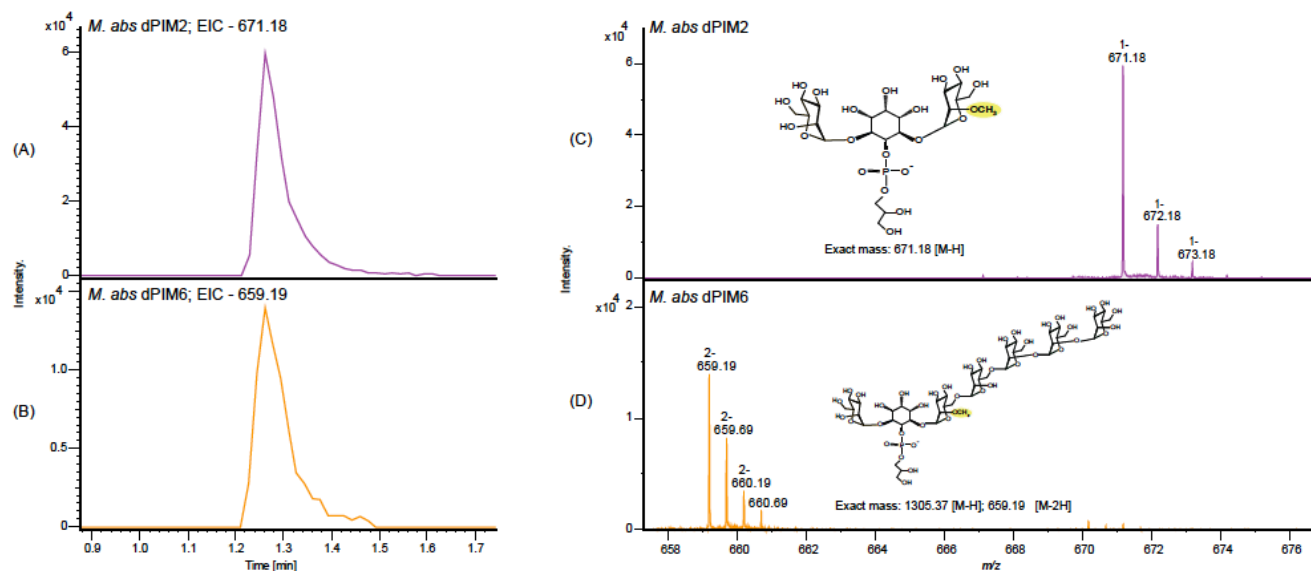 M. abs dPIM2; EIC - 671.18
x10⁴
6
4
2
0
(A)
M. abs dPIM6; EIC - 659.19
x10⁴
1.0
0.5
0
(B)
Intensity.
0.9 1.0 1.1 1.2 1.3 1.4 1.5 1.6 1.7
Time [min]
M. abs dPIM2
x10⁴
6
4
2
0
(C)
1-
671.18
1-
672.18
1-
673.18
OCH₃
Exact mass: 671.18 [M-H]
M. abs dPIM6
x10⁴
2
1
0
(D)
Intensity.
2-
659.19
2-
659.69
2-
660.19
660.69
Exact mass: 1305.37 [M-H]; 659.19 [M-2H]
658 660 662 664 666 668 670 672 674 676
m/z